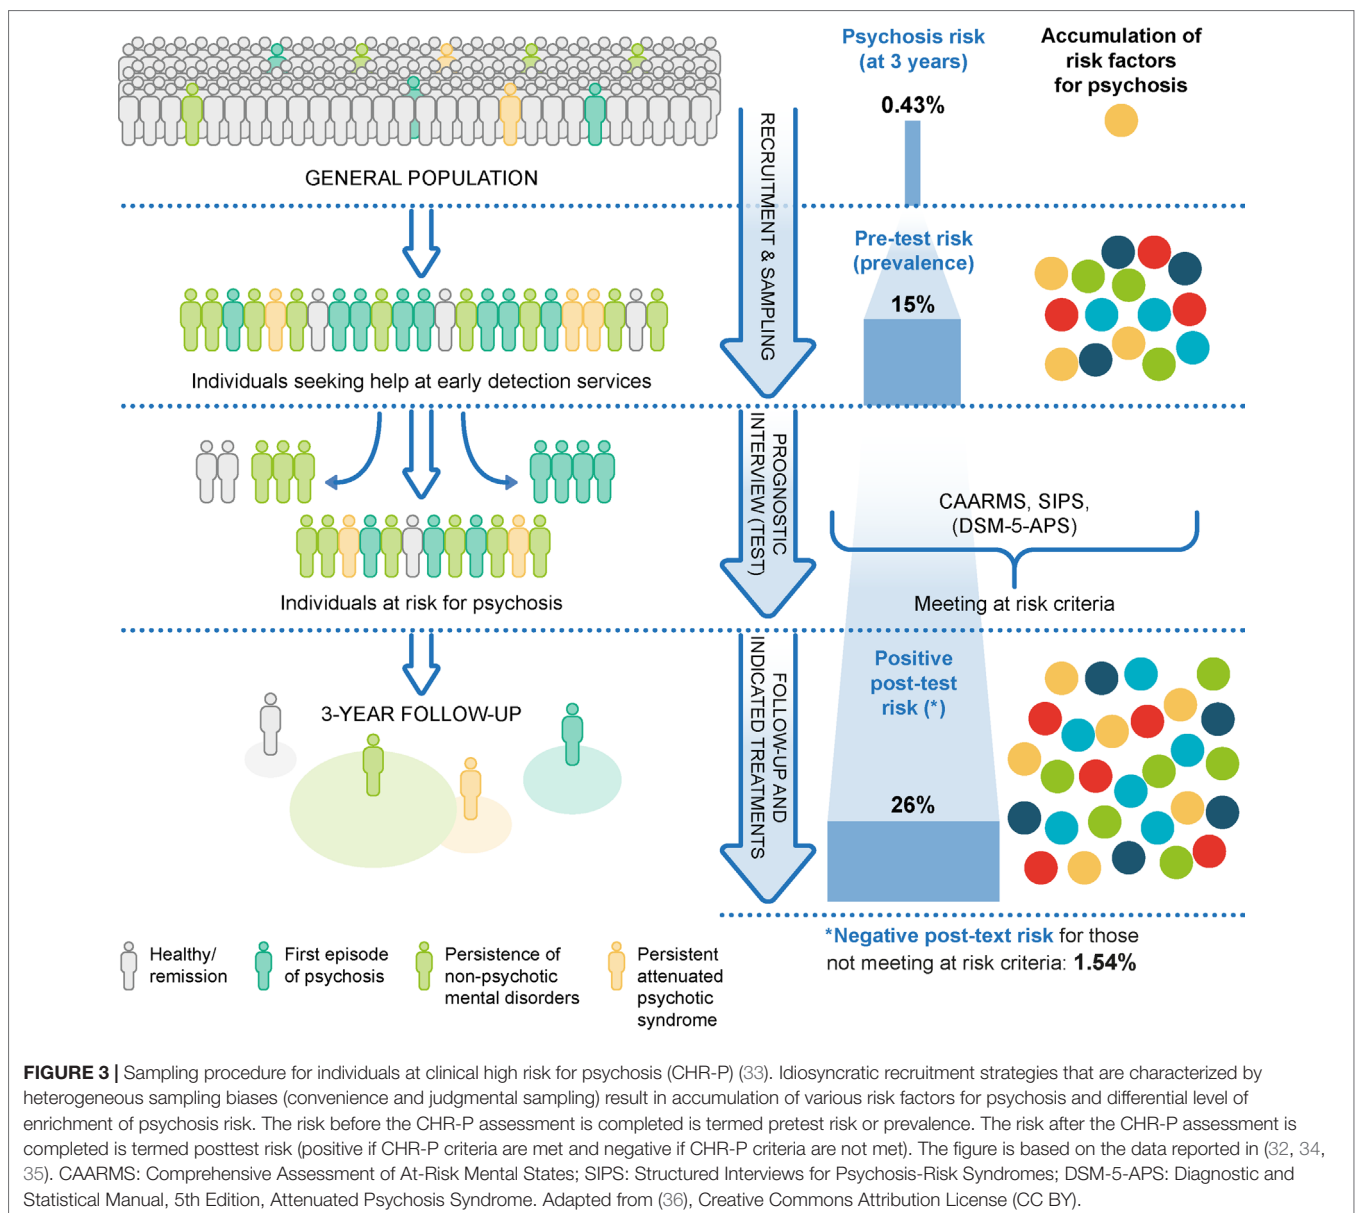 Psychosis risk
(at 3 years)
0.43%
Accumulation of
risk factors
for psychosis
GENERAL POPULATION
RECRUITMENT & SAMPLING
Pre-test risk
(prevalence)
15%
Individuals seeking help at early detection services
PROGNOSTIC
INTERVIEW (TEST)
CAARMS, SIPS,
(DSM-5-APS)
Meeting at risk criteria
Individuals at risk for psychosis
FOLLOW-UP AND
INDICATED TREATMENTS
Positive
post-test
risk (*)
26%
3-YEAR FOLLOW-UP
*Negative post-text risk for those
not meeting at risk criteria: 1.54%
Healthy/
remission
First episode
of psychosis
Persistence of
non-psychotic
mental disorders
Persistent
attenuated
psychotic
syndrome
FIGURE 3 | Sampling procedure for individuals at clinical high risk for psychosis (CHR-P) (33). Idiosyncratic recruitment strategies that are characterized by
heterogeneous sampling biases (convenience and judgmental sampling) result in accumulation of various risk factors for psychosis and differential level of
enrichment of psychosis risk. The risk before the CHR-P assessment is completed is termed pretest risk or prevalence. The risk after the CHR-P assessment is
completed is termed posttest risk (positive if CHR-P criteria are met and negative if CHR-P criteria are not met). The figure is based on the data reported in (32, 34,
35). CAARMS: Comprehensive Assessment of At-Risk Mental States; SIPS: Structured Interviews for Psychosis-Risk Syndromes; DSM-5-APS: Diagnostic and
Statistical Manual, 5th Edition, Attenuated Psychosis Syndrome. Adapted from (36), Creative Commons Attribution License (CC BY).